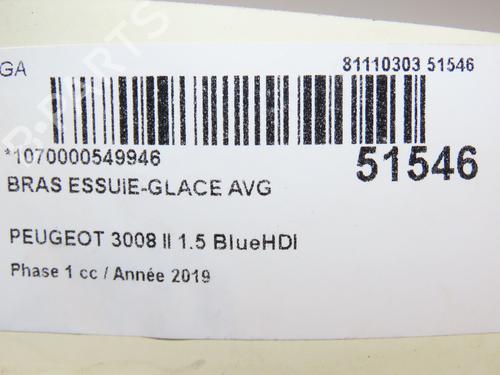 GA 81110303 51546
*1070000549946 51546
BRAS ESSUIE-GLACE AVG
PEUGEOT 3008 II 1.5 BlueHDI
Phase 1 cc / Année 2019